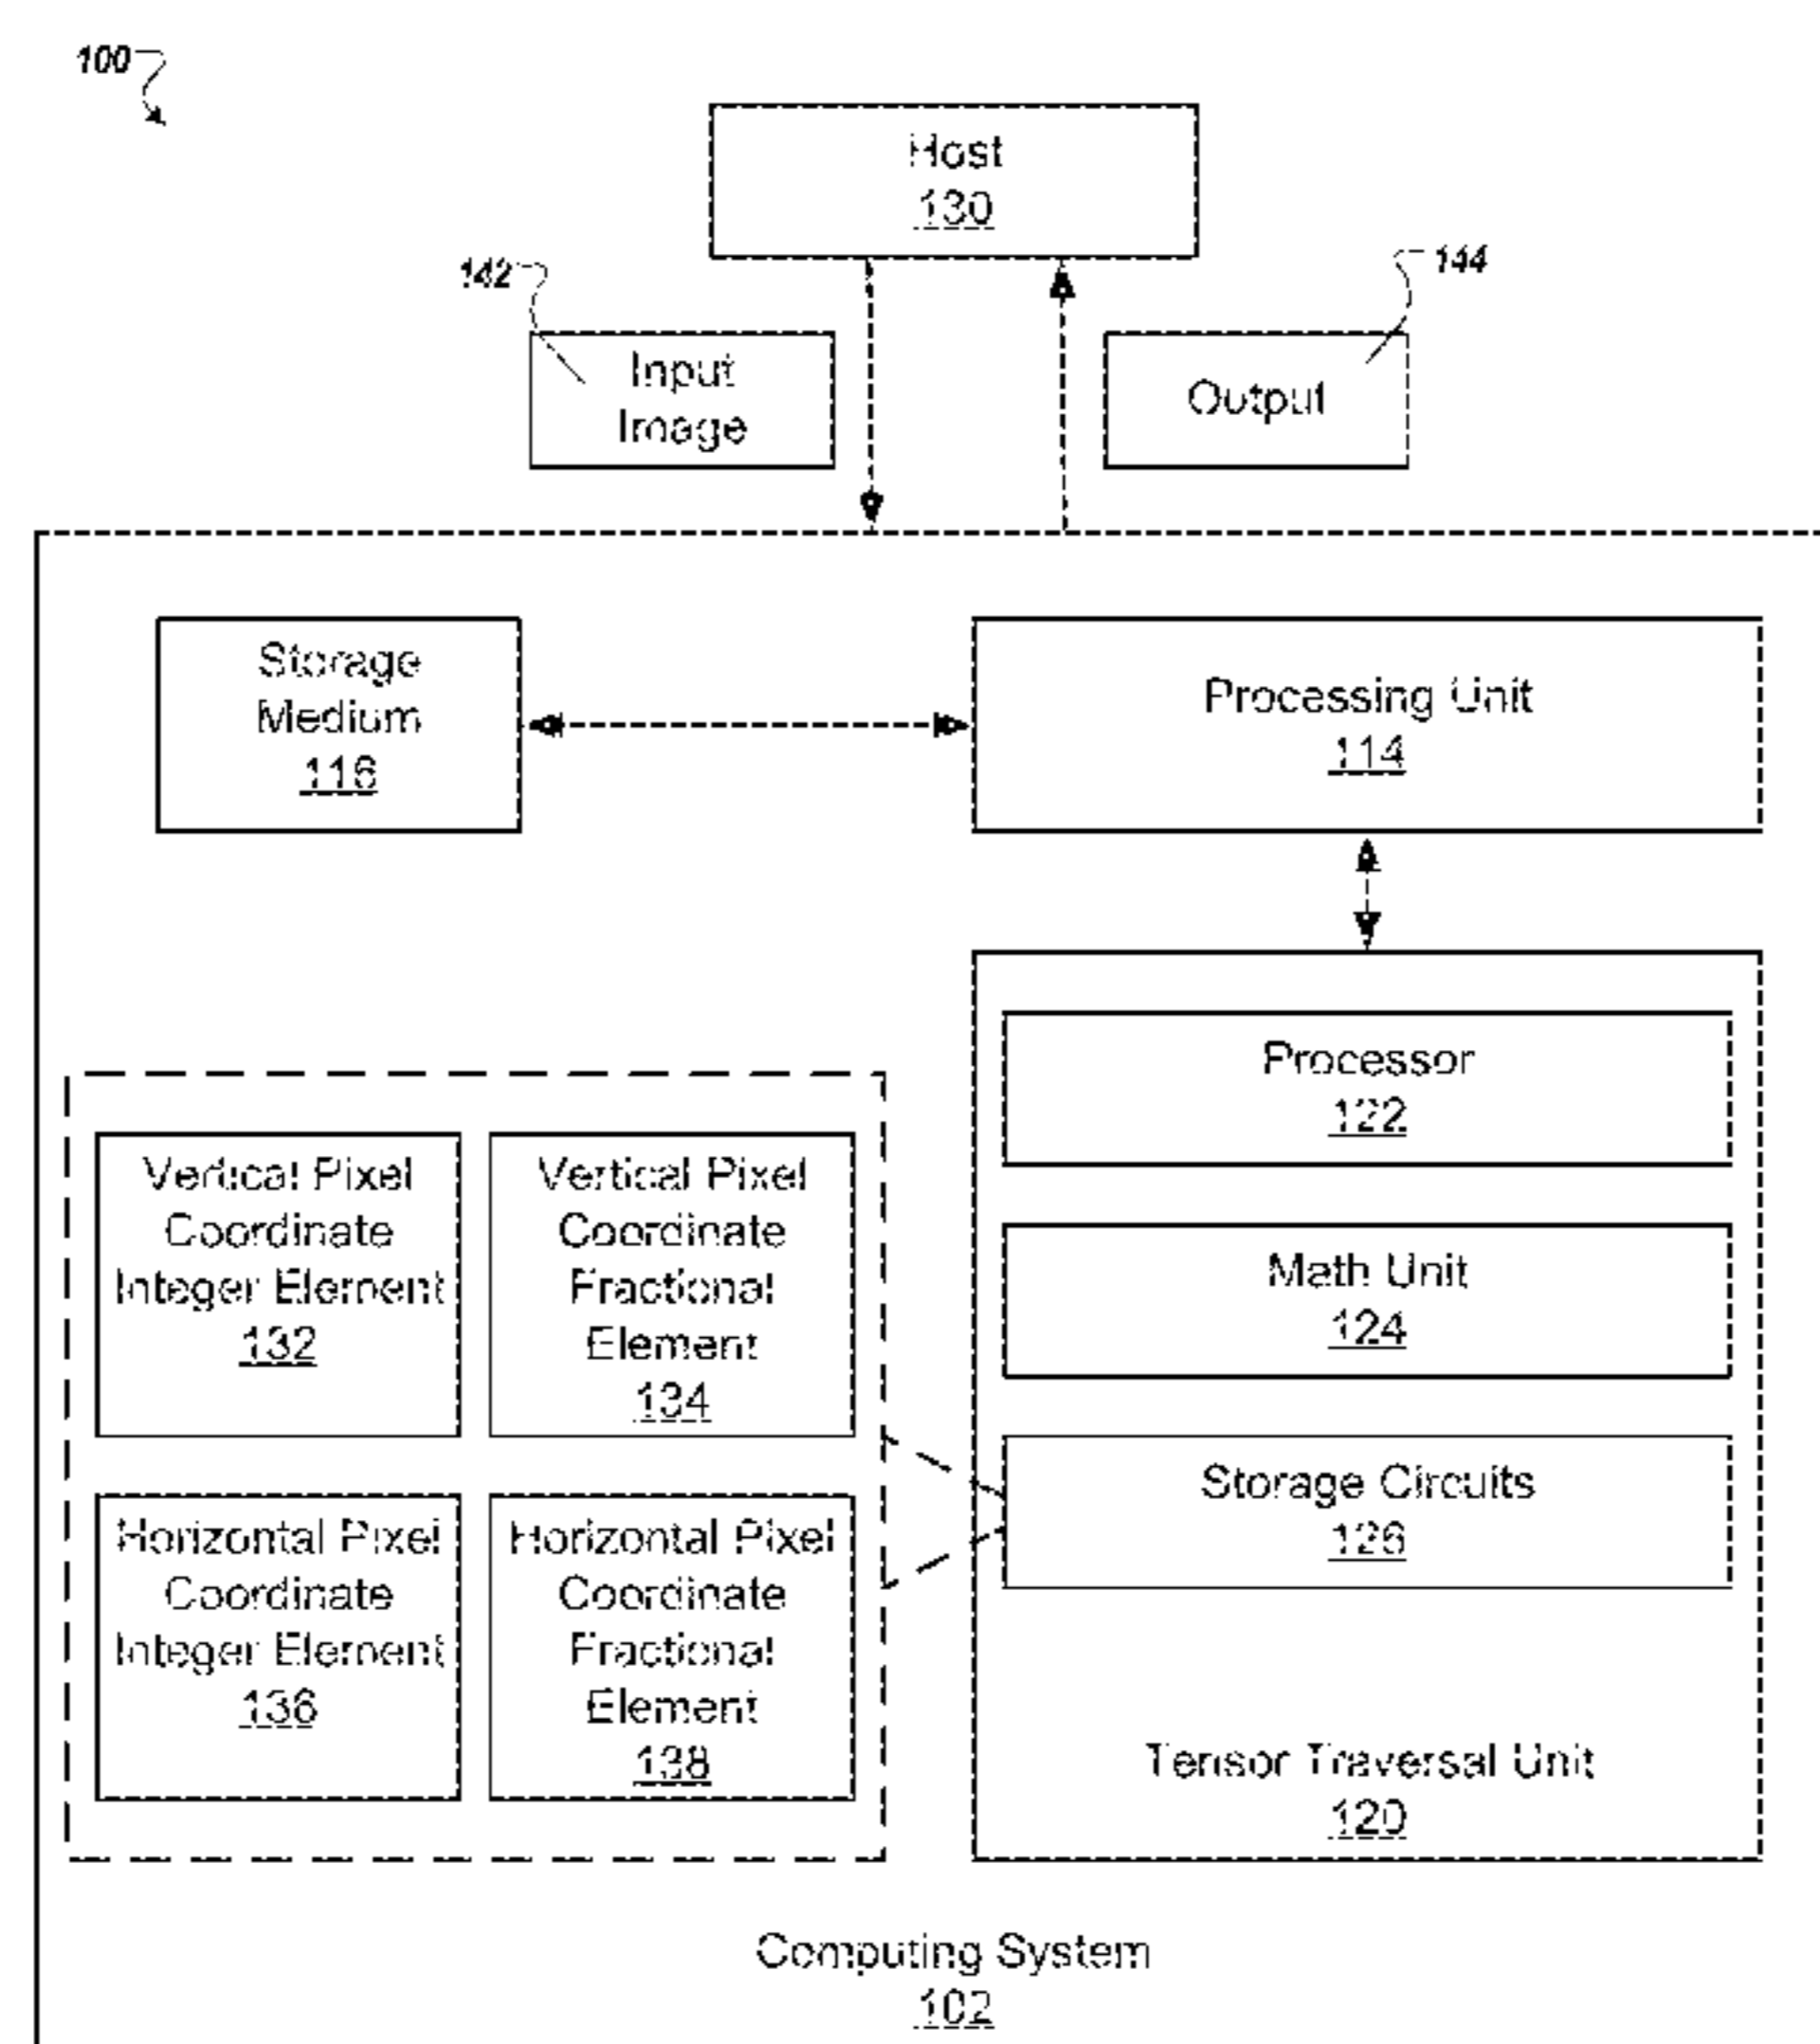 100
Host
130
142
144
Input
Image
Output
Storage
Medium
116
Processing Unit
114
Processor
122
Vertical Pixel
Coordinate
Integer Element
132
Vertical Pixel
Coordinate
Fractional
Element
134
Math Unit
124
Storage Circuits
126
Horizontal Pixel
Coordinate
Integer Element
136
Horizontal Pixel
Coordinate
Fractional
Element
138
Tensor Traversal Unit
120
Computing System
102